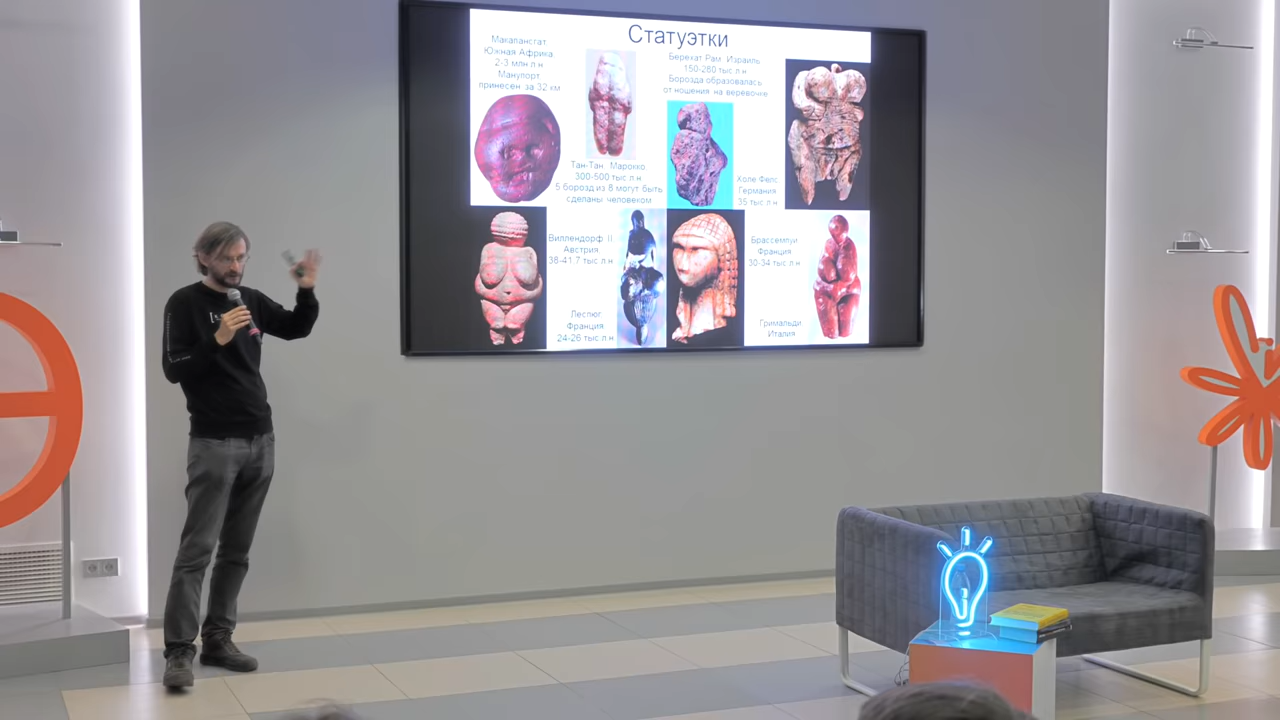 Статуэтки
Макапансгат
Южная Африка
2-3 млн л н
Манупорт
принесён за 32 км
Тан-Тан Марокко
300-500 тыс л н
5 борозд из 8 могут быть
сделаны человеком
Берехат Рам Израиль
150-280 тыс л н
Борозда образовалась
от ношения на верёвочке
Холе Фелс
Германия
35 тыс л н
Виллендорф II
Австрия
38-41.7 тыс л н
Леспюг
Франция
24-26 тыс л н
Брассемпуи
Франция
30-34 тыс л н
Гримальди
Италия